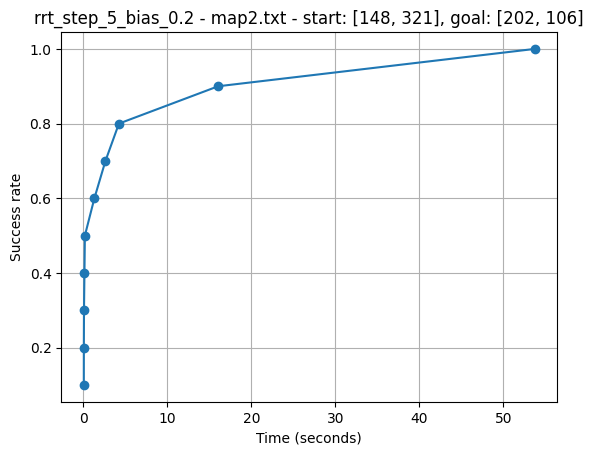 rrt_step_5_bias_0.2 - map2.txt - start: [148, 321], goal: [202, 106]
1.0
0.8
0.6
0.4
0.2
Success rate
0 10 20 30 40 50
Time (seconds)